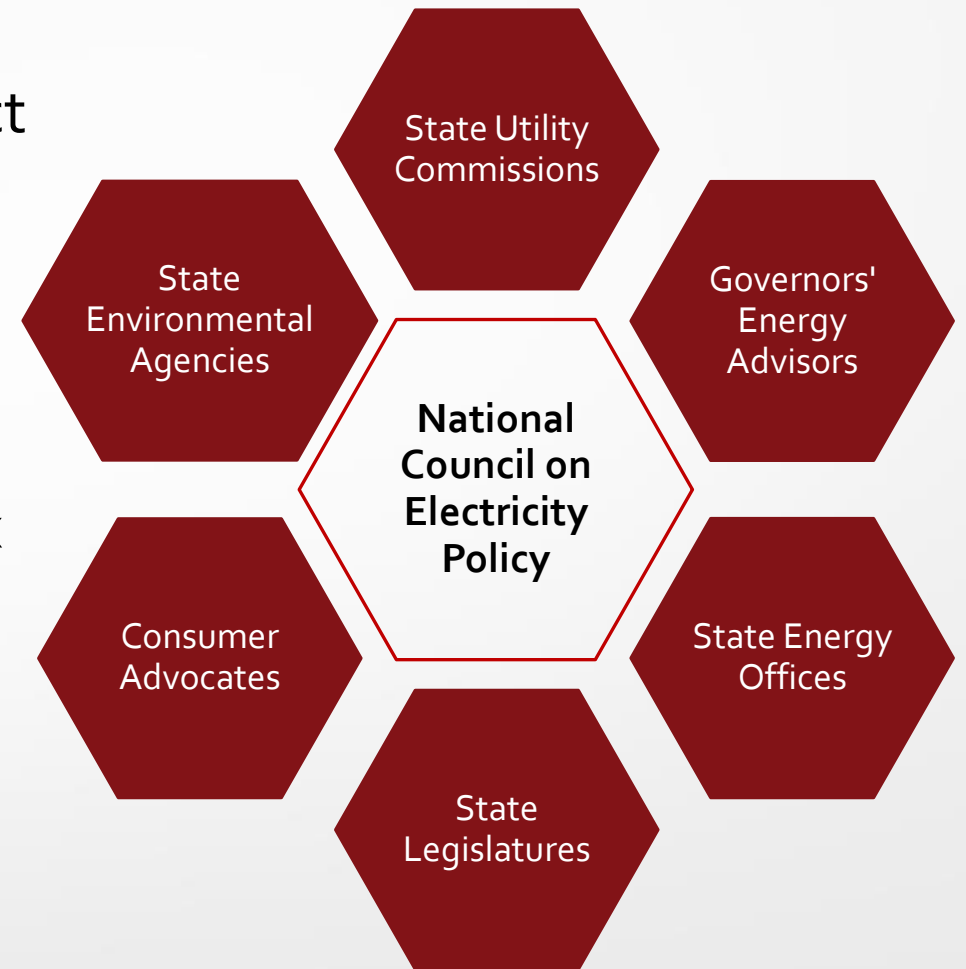 State Utility
Commissions
State
Environmental
Agencies
Governors'
Energy
Advisors
National
Council on
Electricity
Policy
Consumer
Advocates
State Energy
Offices
State
Legislatures